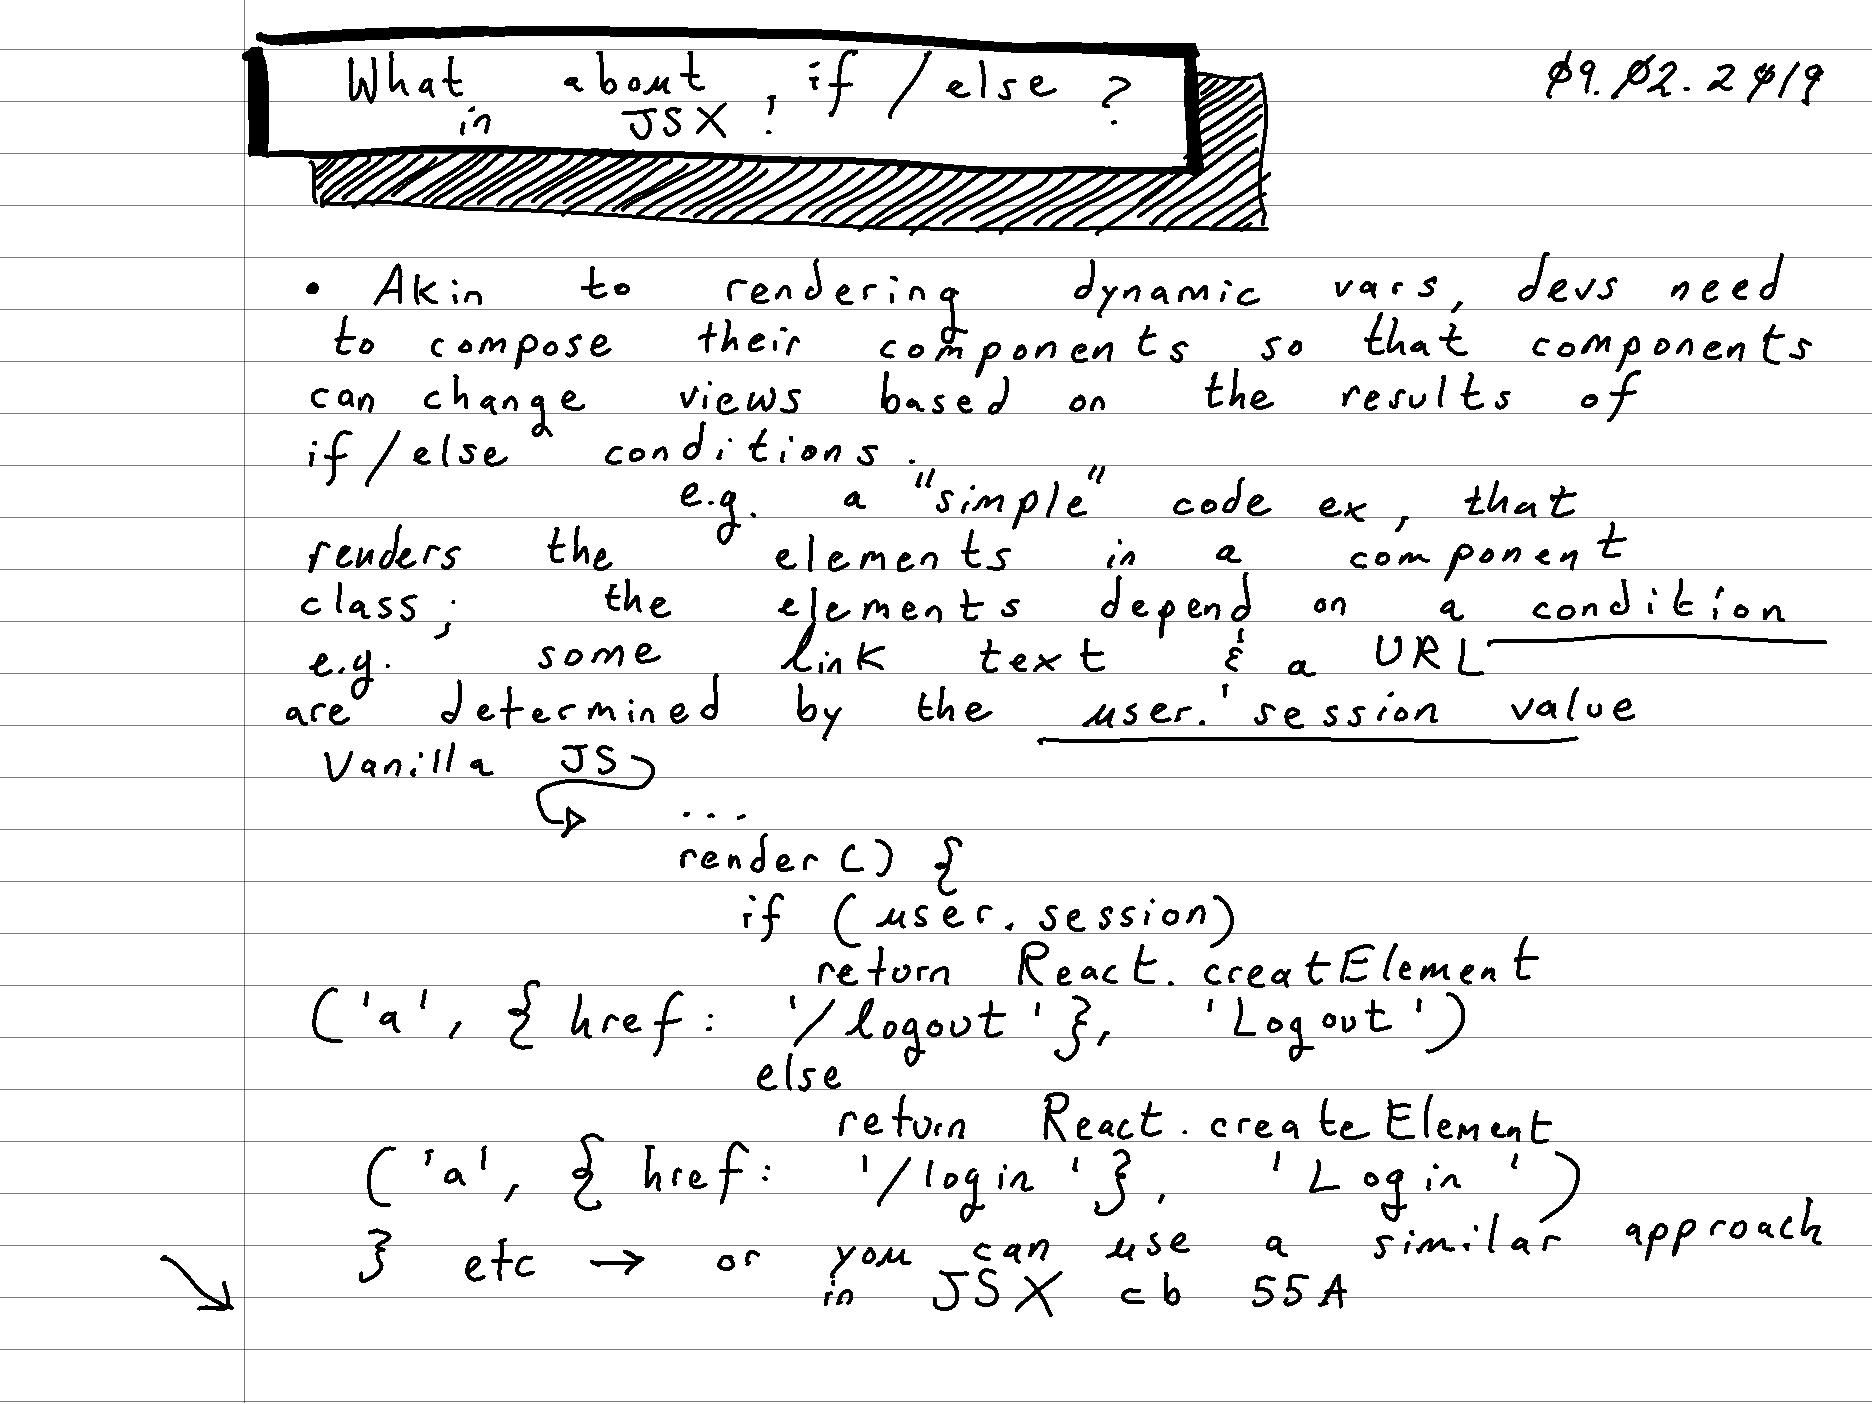 What about if / else ?
in JSX !
ø9.ø2.2ø19
• Akin to rendering dynamic vars, devs need
to compose their components so that components
can change views based on the results of
if / else conditions.
e.g. a "simple" code ex, that
renders the elements in a component
class; the elements depend on a condition
e.g. some link text & a URL
are determined by the user.' session value
Vanilla JS
...
render () {
if (user.session)
return React.creatElement
('a', { href: '/logout' }, 'Logout')
else
return React.createElement
('a', { href: '/login' }, 'Login')
} etc → or you can use a similar approach
in JSX cb 55A